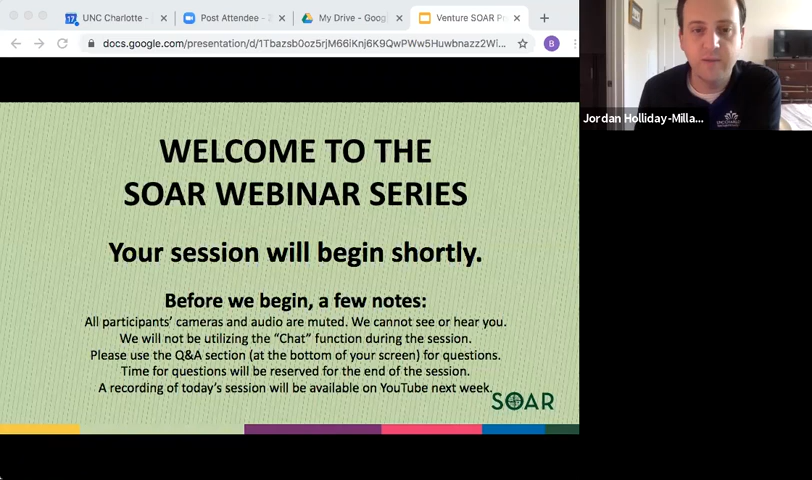 UNC Charlotte -
Post Attendee - Z
My Drive - Goog
Venture SOAR Pr
docs.google.com/presentation/d/1Tbazsb0oz5rjM66iKnj6K9QwPWw5Huwbnazz2Wi...
B
Jordan Holliday-Milla...
WELCOME TO THE
SOAR WEBINAR SERIES
Your session will begin shortly.
Before we begin, a few notes:
All participants' cameras and audio are muted. We cannot see or hear you.
We will not be utilizing the "Chat" function during the session.
Please use the Q&A section (at the bottom of your screen) for questions.
Time for questions will be reserved for the end of the session.
A recording of today's session will be available on YouTube next week.
SOAR